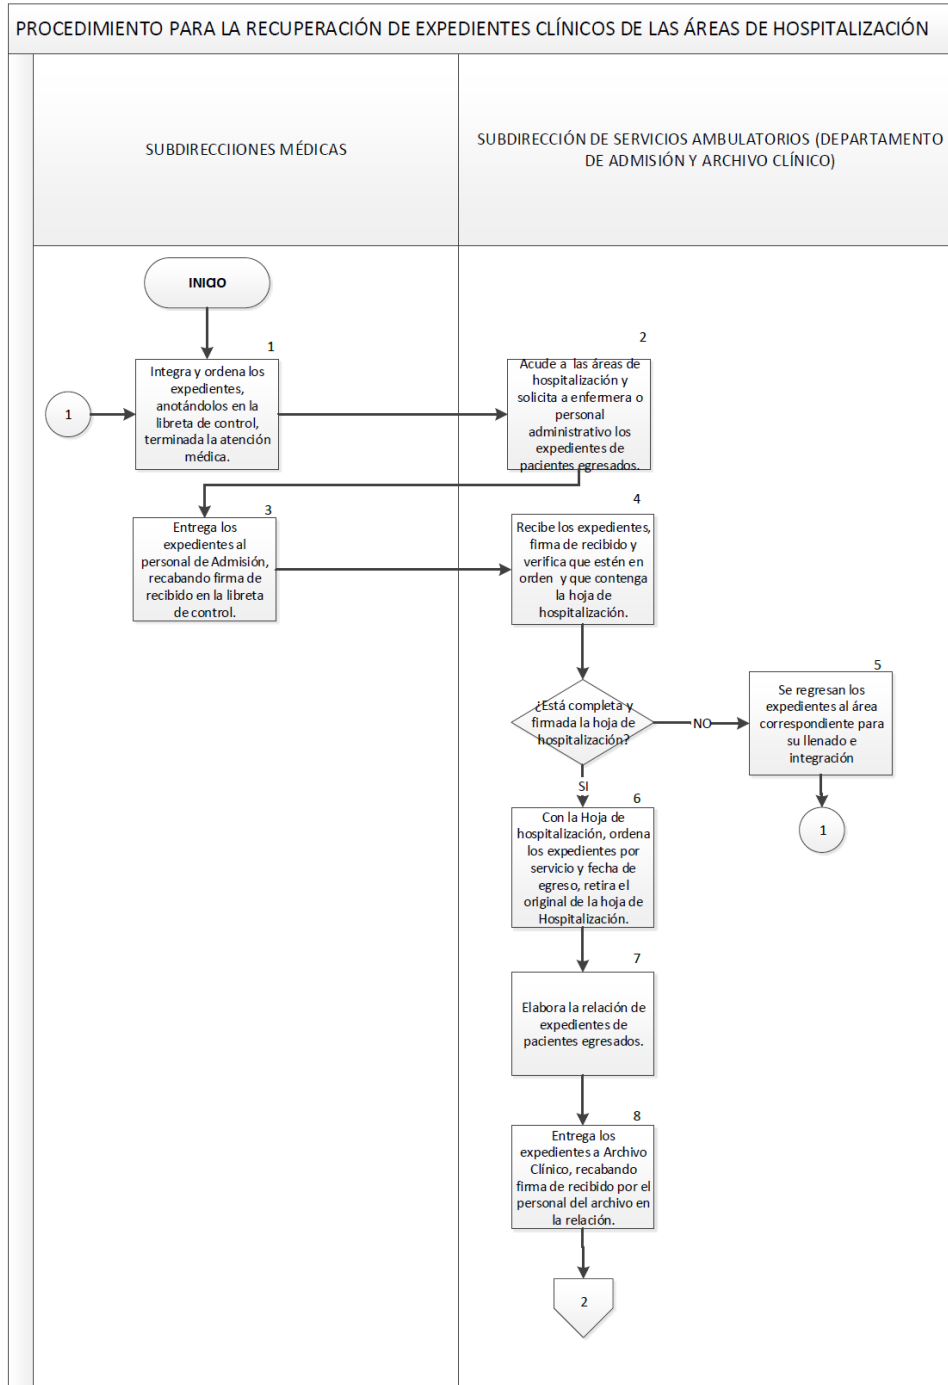 PROCEDIMIENTO PARA LA RECUPERACIÓN DE EXPEDIENTES CLÍNICOS DE LAS ÁREAS DE HOSPITALIZACIÓN
SUBDIRECCIIONES MÉDICAS
SUBDIRECCIÓN DE SERVICIOS AMBULATORIOS (DEPARTAMENTO
DE ADMISIÓN Y ARCHIVO CLÍNICO)
INICIO
1
Integra y ordena los
expedientes,
anotándolos en la
libreta de control,
terminada la atención
médica.
1
2
Acude a las áreas de
hospitalización y
solicita a enfermera o
personal
administrativo los
expedientes de
pacientes egresados.
3
Entrega los
expedientes al
personal de Admisión,
recabando firma de
recibido en la libreta
de control.
4
Recibe los expedientes,
firma de recibido y
verifica que estén en
orden y que contenga
la hoja de
hospitalización.
¿Está completa y
firmada la hoja de
hospitalización?
NO
5
Se regresan los
expedientes al área
correspondiente para
su llenado e
integración
1
SI
6
Con la Hoja de
hospitalización, ordena
los expedientes por
servicio y fecha de
egreso, retira el
original de la hoja de
Hospitalización.
7
Elabora la relación de
expedientes de
pacientes egresados.
8
Entrega los
expedientes a Archivo
Clínico, recabando
firma de recibido por el
personal del archivo en
la relación.
2